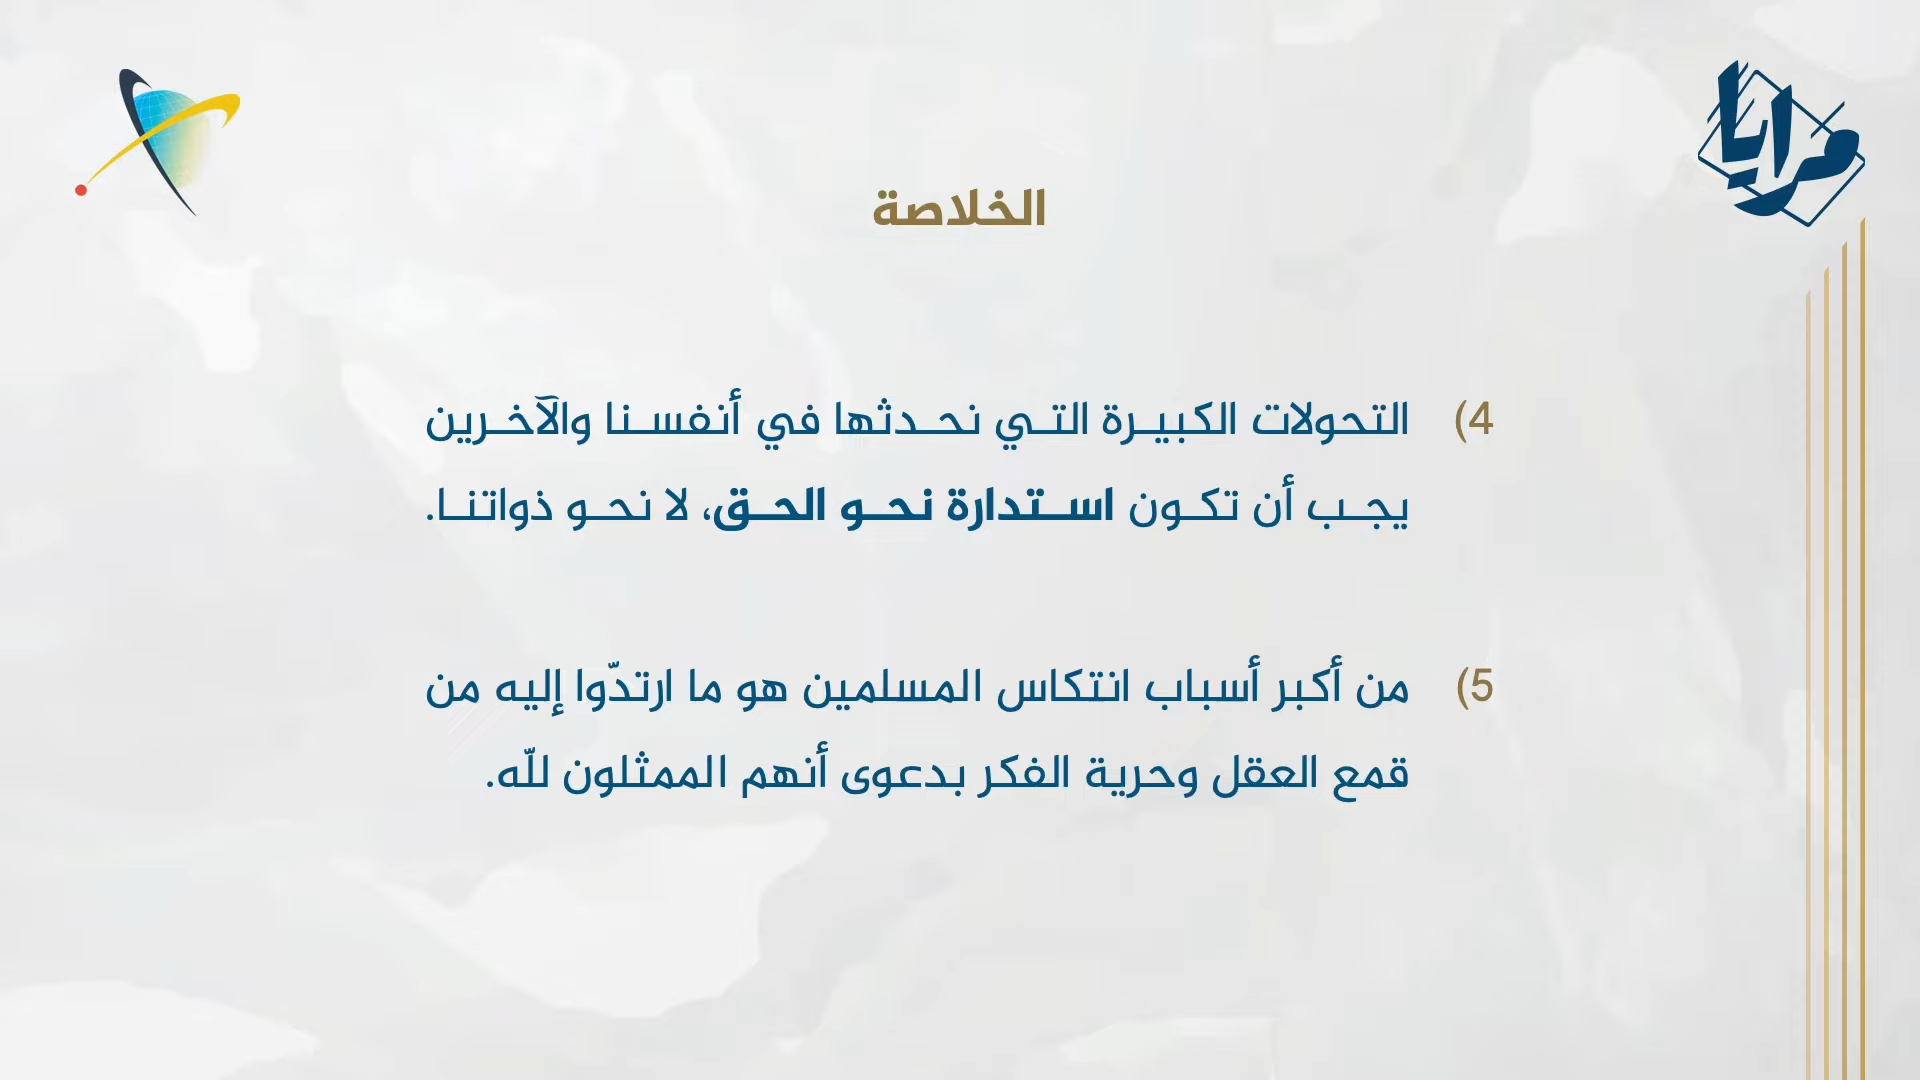 مرايا
الخلاصة
4) التحولات الكبيرة التي نحدثها في أنفسنا والآخرين
يجب أن تكون استدارة نحو الحق، لا نحو ذواتنا.
5) من أكبر أسباب انتكاس المسلمين هو ما ارتدّوا إليه من
قمع العقل وحرية الفكر بدعوى أنهم الممثلون للّه.